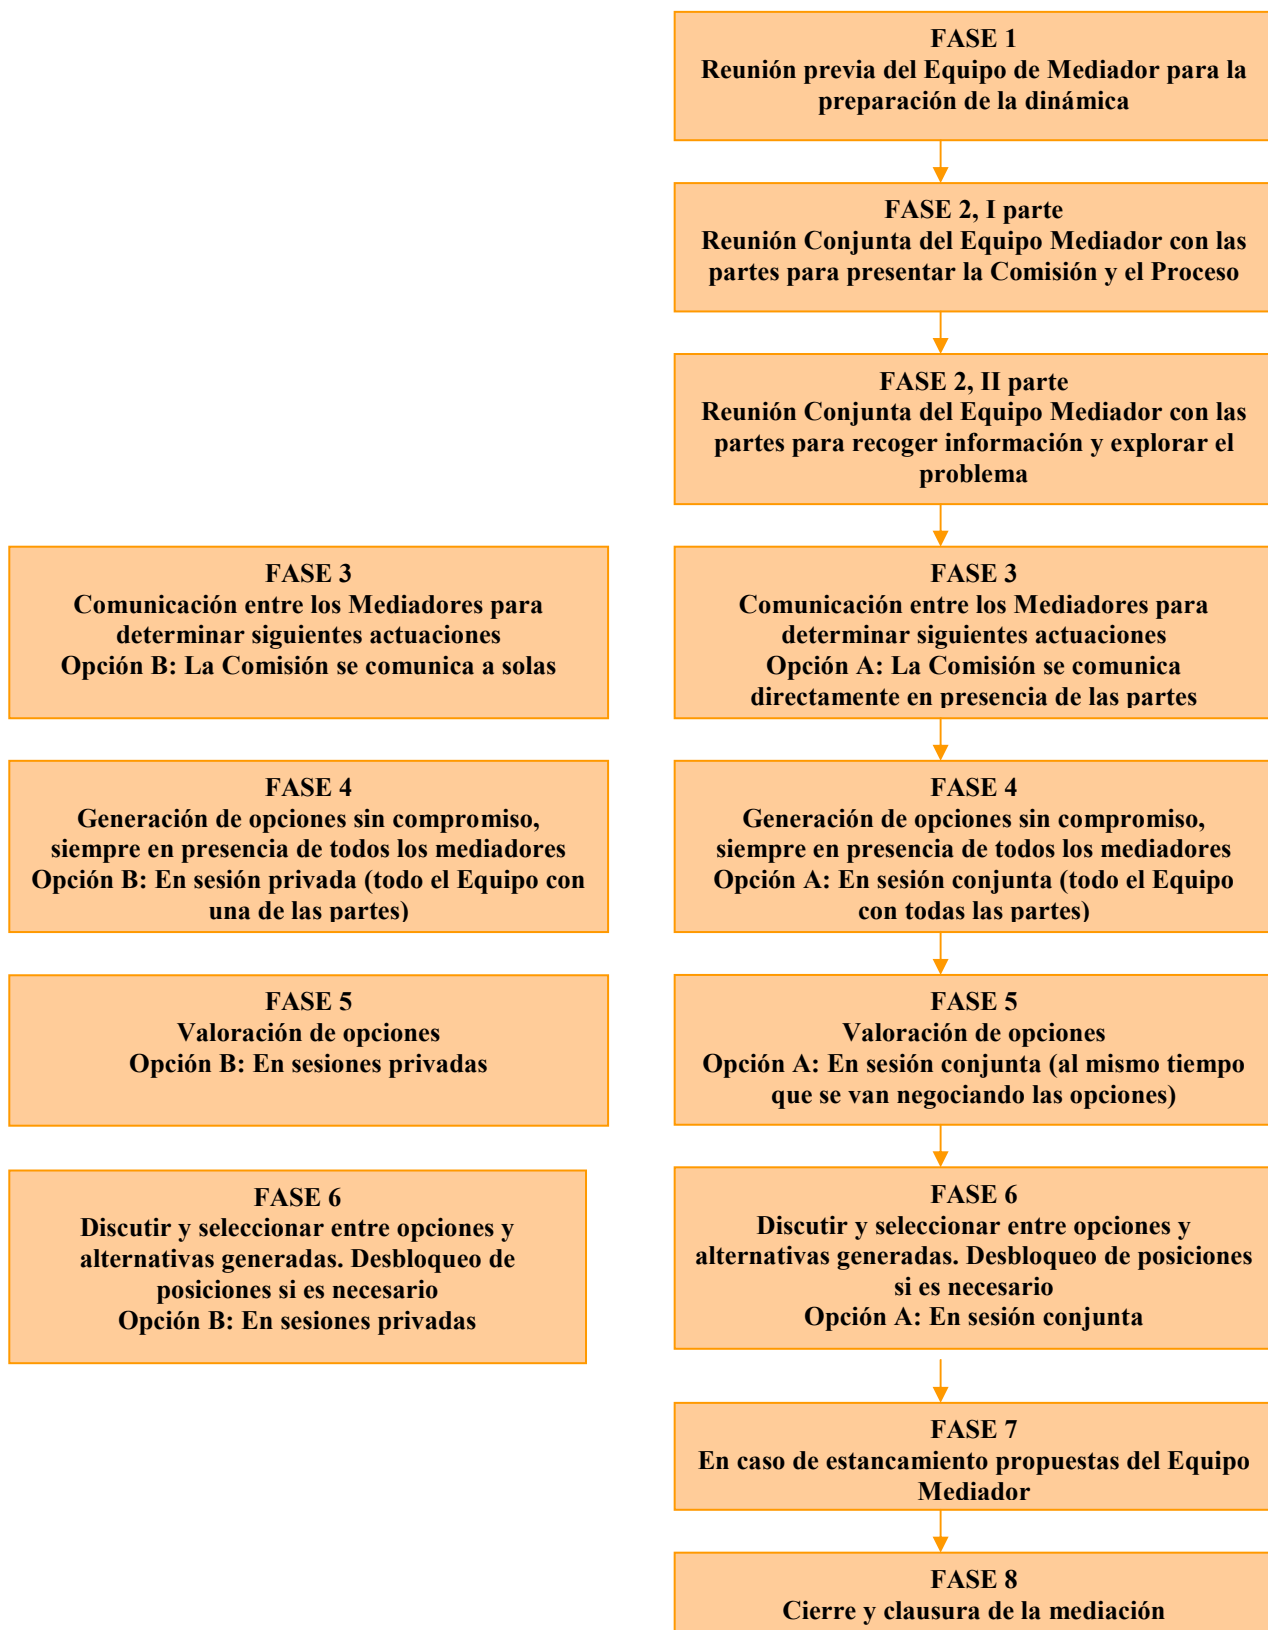 FASE 1
Reunión previa del Equipo de Mediador para la
preparación de la dinámica
FASE 2, I parte
Reunión Conjunta del Equipo Mediador con las
partes para presentar la Comisión y el Proceso
FASE 2, II parte
Reunión Conjunta del Equipo Mediador con las
partes para recoger información y explorar el
problema
FASE 3
Comunicación entre los Mediadores para
determinar siguientes actuaciones
Opción B: La Comisión se comunica a solas
FASE 3
Comunicación entre los Mediadores para
determinar siguientes actuaciones
Opción A: La Comisión se comunica
directamente en presencia de las partes
FASE 4
Generación de opciones sin compromiso,
siempre en presencia de todos los mediadores
Opción B: En sesión privada (todo el Equipo con
una de las partes)
FASE 4
Generación de opciones sin compromiso,
siempre en presencia de todos los mediadores
Opción A: En sesión conjunta (todo el Equipo
con todas las partes)
FASE 5
Valoración de opciones
Opción B: En sesiones privadas
FASE 5
Valoración de opciones
Opción A: En sesión conjunta (al mismo tiempo
que se van negociando las opciones)
FASE 6
Discutir y seleccionar entre opciones y
alternativas generadas. Desbloqueo de
posiciones si es necesario
Opción B: En sesiones privadas
FASE 6
Discutir y seleccionar entre opciones y
alternativas generadas. Desbloqueo de posiciones
si es necesario
Opción A: En sesión conjunta
FASE 7
En caso de estancamiento propuestas del Equipo
Mediador
FASE 8
Cierre y clausura de la mediación